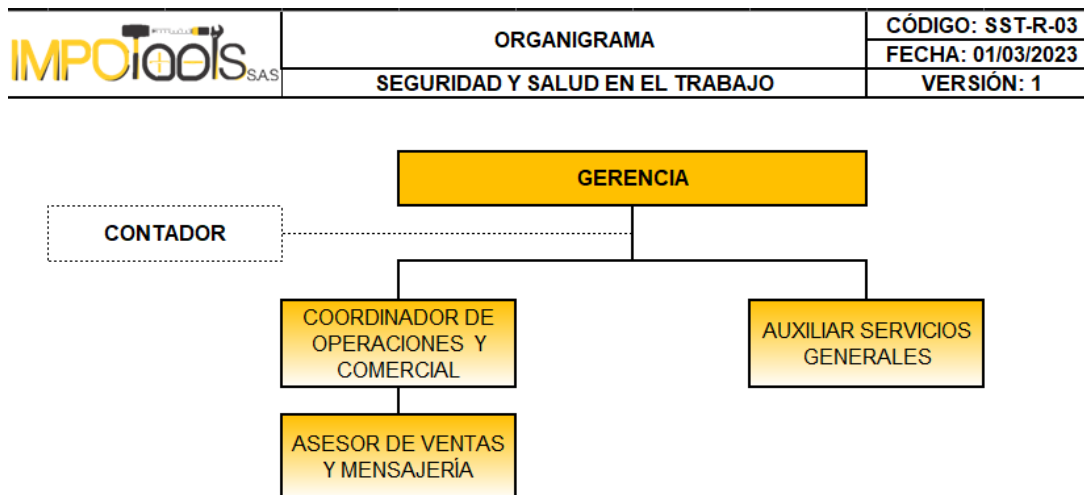 IMPOTools S.A.S
ORGANIGRAMA
CÓDIGO: SST-R-03
FECHA: 01/03/2023
SEGURIDAD Y SALUD EN EL TRABAJO
VERSIÓN: 1
GERENCIA
CONTADOR
COORDINADOR DE
OPERACIONES Y
COMERCIAL
AUXILIAR SERVICIOS
GENERALES
ASESOR DE VENTAS
Y MENSAJERÍA